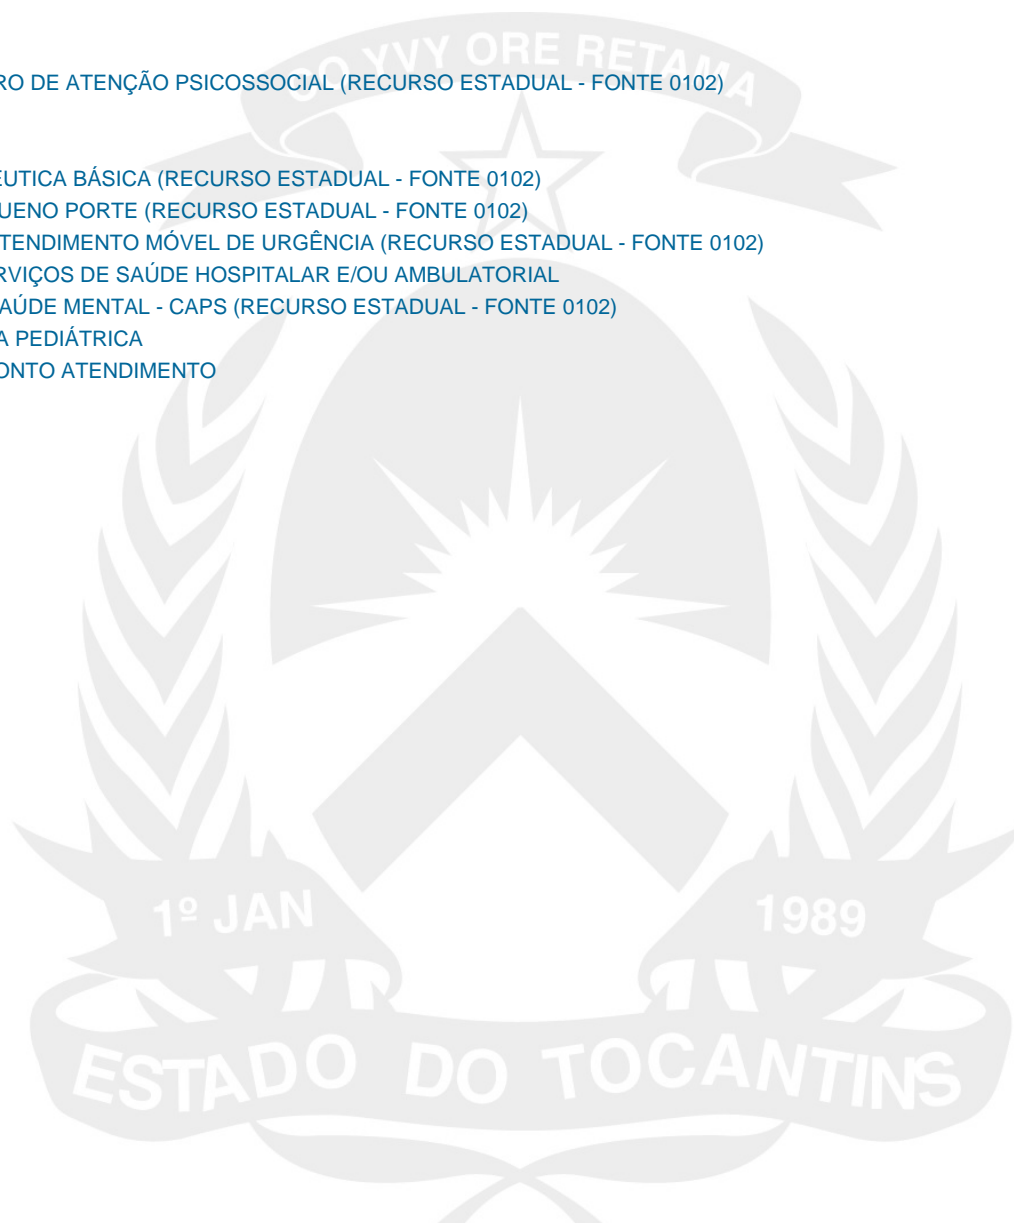 CO YVY ORE RETAMA
RO DE ATENÇÃO PSICOSSOCIAL (RECURSO ESTADUAL - FONTE 0102)
EUTICA BÁSICA (RECURSO ESTADUAL - FONTE 0102)
UENO PORTE (RECURSO ESTADUAL - FONTE 0102)
TENDIMENTO MÓVEL DE URGÊNCIA (RECURSO ESTADUAL - FONTE 0102)
RVIÇOS DE SAÚDE HOSPITALAR E/OU AMBULATORIAL
AÚDE MENTAL - CAPS (RECURSO ESTADUAL - FONTE 0102)
A PEDIÁTRICA
ONTO ATENDIMENTO
1º JAN 1989
ESTADO DO TOCANTINS